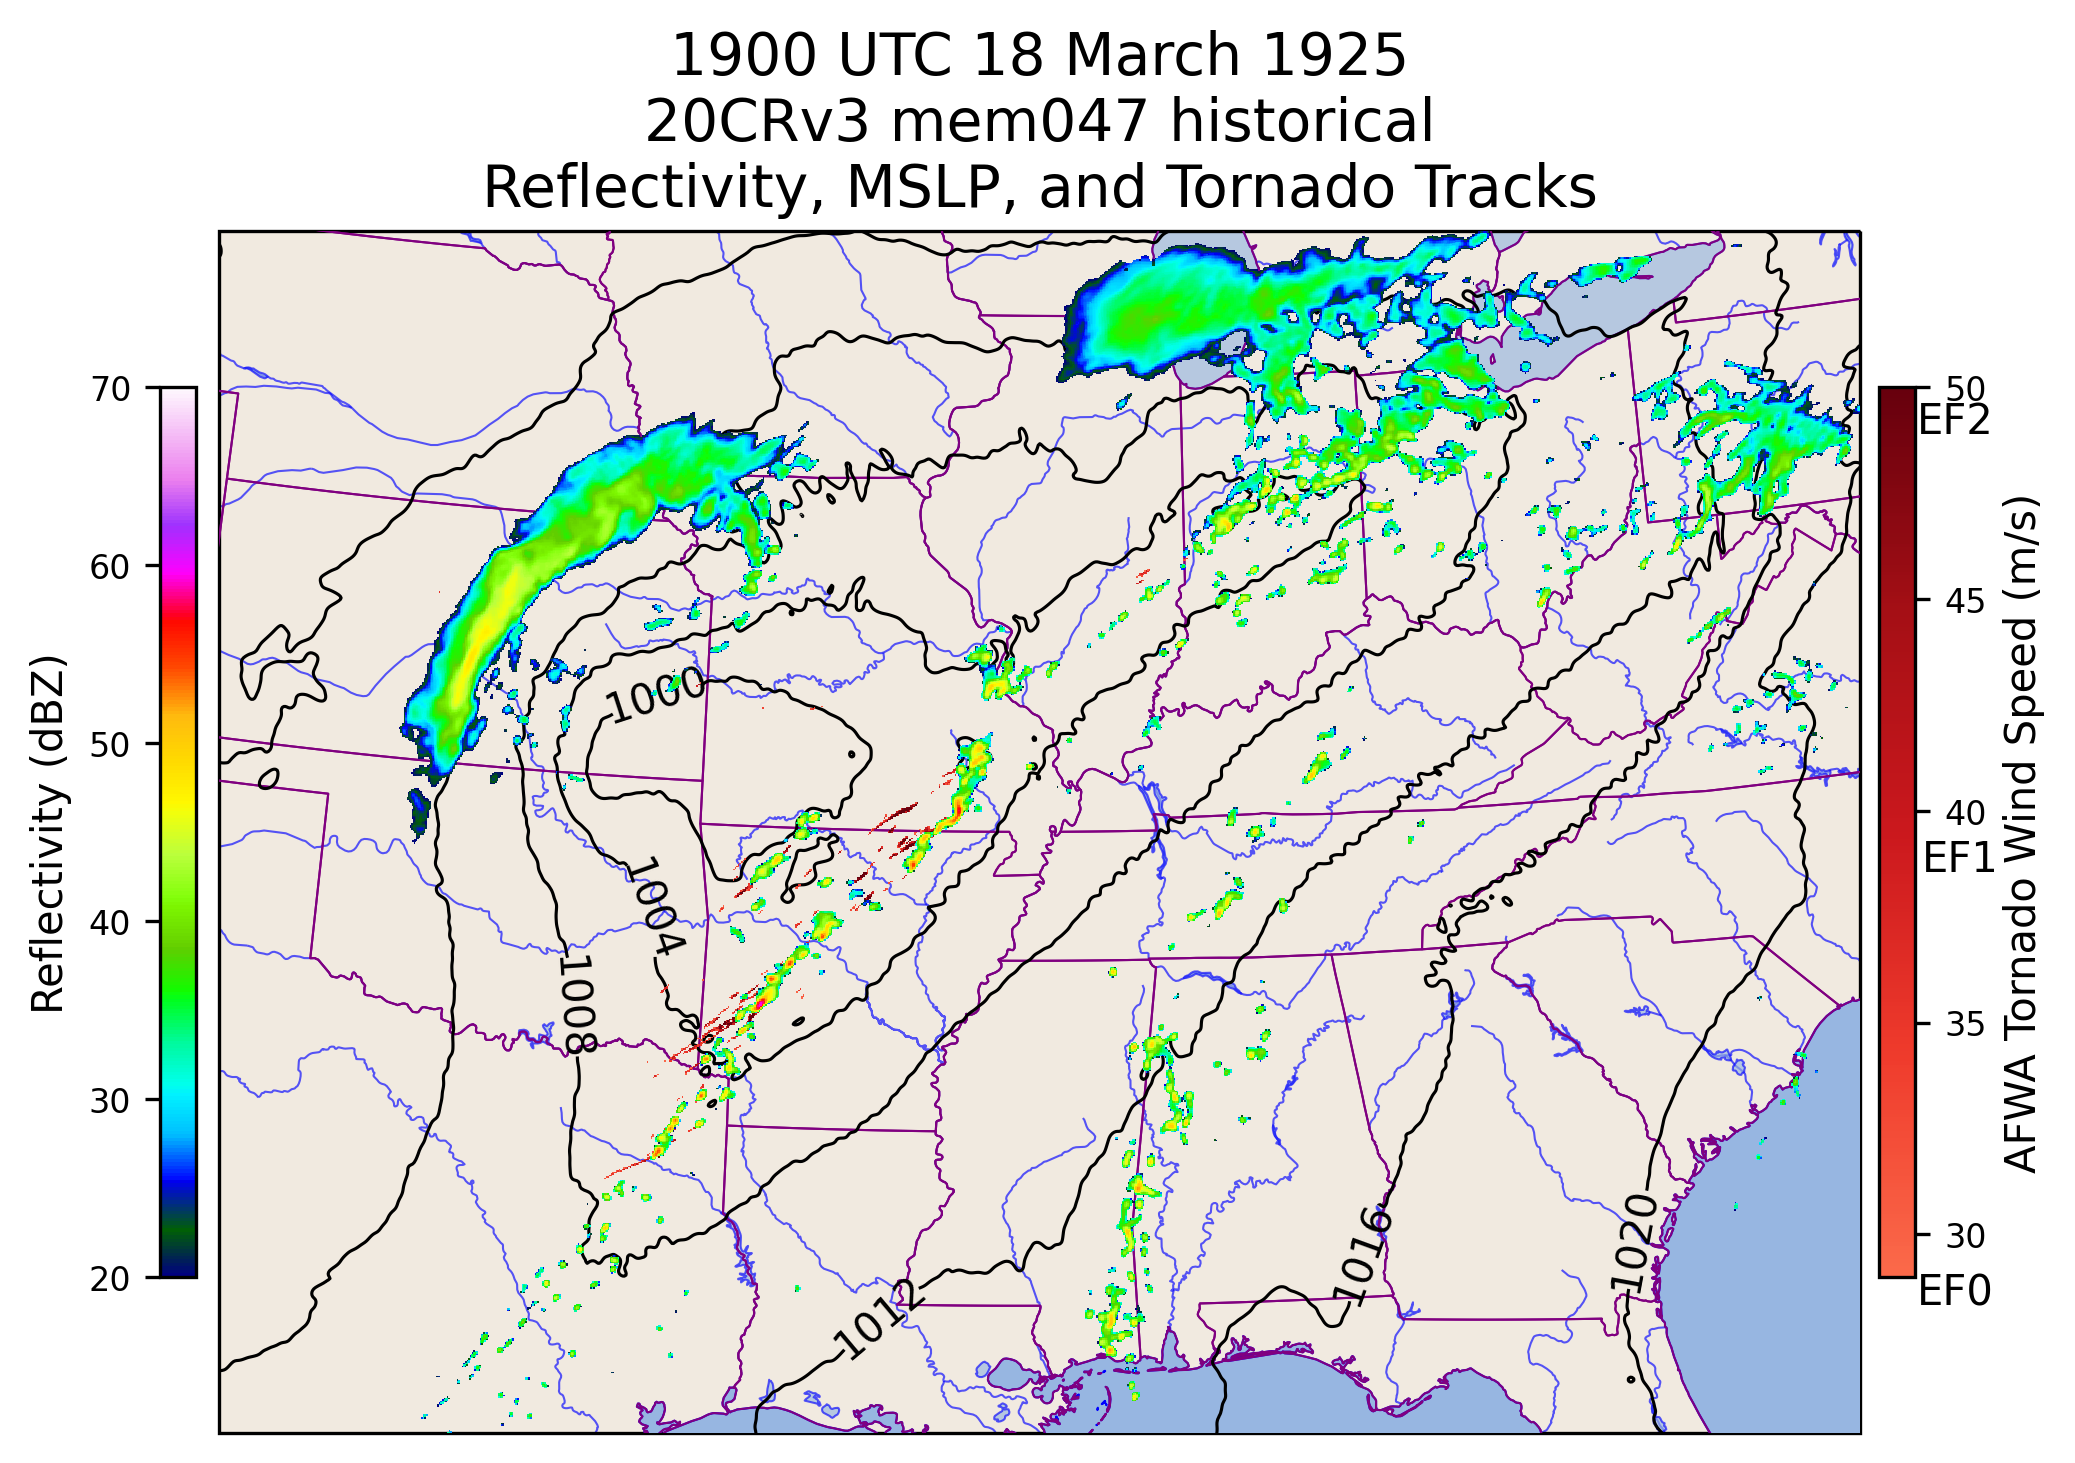 1900 UTC 18 March 1925
20CRv3 mem047 historical
Reflectivity, MSLP, and Tornado Tracks
70
60
50
40
30
20
Reflectivity (dBZ)
1000
1004
1008
1012
1016
1020
50
EF2
45
40
EF1
35
30
EF0
AFWA Tornado Wind Speed (m/s)